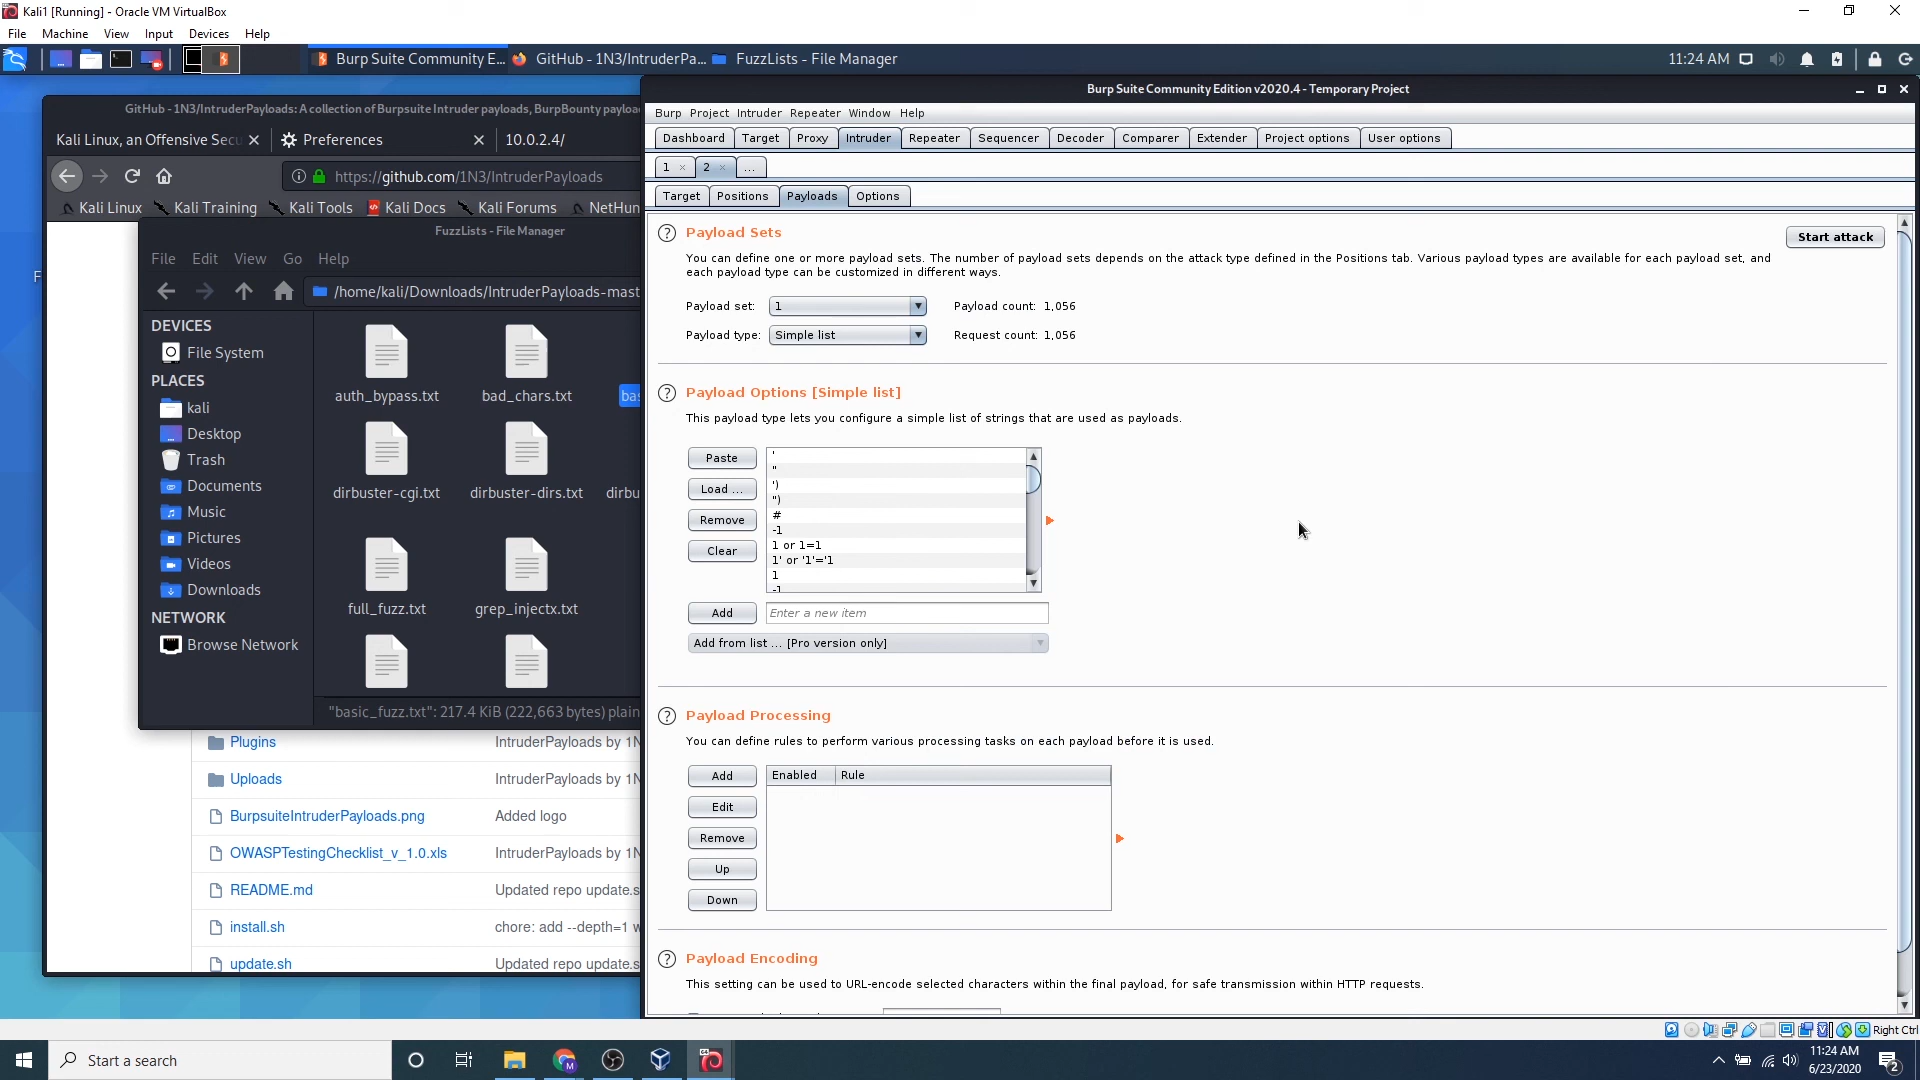 Kali1 [Running] - Oracle VM VirtualBox
File Machine View Input Devices Help
Burp Suite Community E... GitHub - 1N3/IntruderPa... FuzzLists - File Manager 11:24 AM
GitHub - 1N3/IntruderPayloads: A collection of Burpsuite Intruder payloads, BurpBounty payloa
Kali Linux, an Offensive Secu Preferences 10.0.2.4/
https://github.com/1N3/IntruderPayloads
Kali Linux Kali Training Kali Tools Kali Docs Kali Forums NetHun
FuzzLists - File Manager
File Edit View Go Help
/home/kali/Downloads/IntruderPayloads-mast
DEVICES
File System
PLACES
kali
Desktop
Trash
Documents
Music
Pictures
Videos
Downloads
NETWORK
Browse Network
auth_bypass.txt bad_chars.txt bas
dirbuster-cgi.txt dirbuster-dirs.txt dirbu
full_fuzz.txt grep_injectx.txt
"basic_fuzz.txt": 217.4 KiB (222,663 bytes) plain
Plugins IntruderPayloads by 1N
Uploads IntruderPayloads by 1N
BurpsuiteIntruderPayloads.png Added logo
OWASPTestingChecklist_v_1.0.xls IntruderPayloads by 1N
README.md Updated repo update.s
install.sh chore: add --depth=1 w
update.sh Updated repo update.s
Burp Suite Community Edition v2020.4 - Temporary Project
Burp Project Intruder Repeater Window Help
Dashboard Target Proxy Intruder Repeater Sequencer Decoder Comparer Extender Project options User options
1 × 2 × ...
Target Positions Payloads Options
? Payload Sets
Start attack
You can define one or more payload sets. The number of payload sets depends on the attack type defined in the Positions tab. Various payload types are available for each payload set, and
each payload type can be customized in different ways.
Payload set: 1 Payload count: 1,056
Payload type: Simple list Request count: 1,056
? Payload Options [Simple list]
This payload type lets you configure a simple list of strings that are used as payloads.
Paste
Load ...
Remove
Clear
'
"
')
")
#
-1
1 or 1=1
1' or '1'='1
1
-1
Add Enter a new item
Add from list ... [Pro version only]
? Payload Processing
You can define rules to perform various processing tasks on each payload before it is used.
Add
Edit
Remove
Up
Down
Enabled Rule
? Payload Encoding
This setting can be used to URL-encode selected characters within the final payload, for safe transmission within HTTP requests.
Right Ctrl
Start a search
11:24 AM
6/23/2020
2